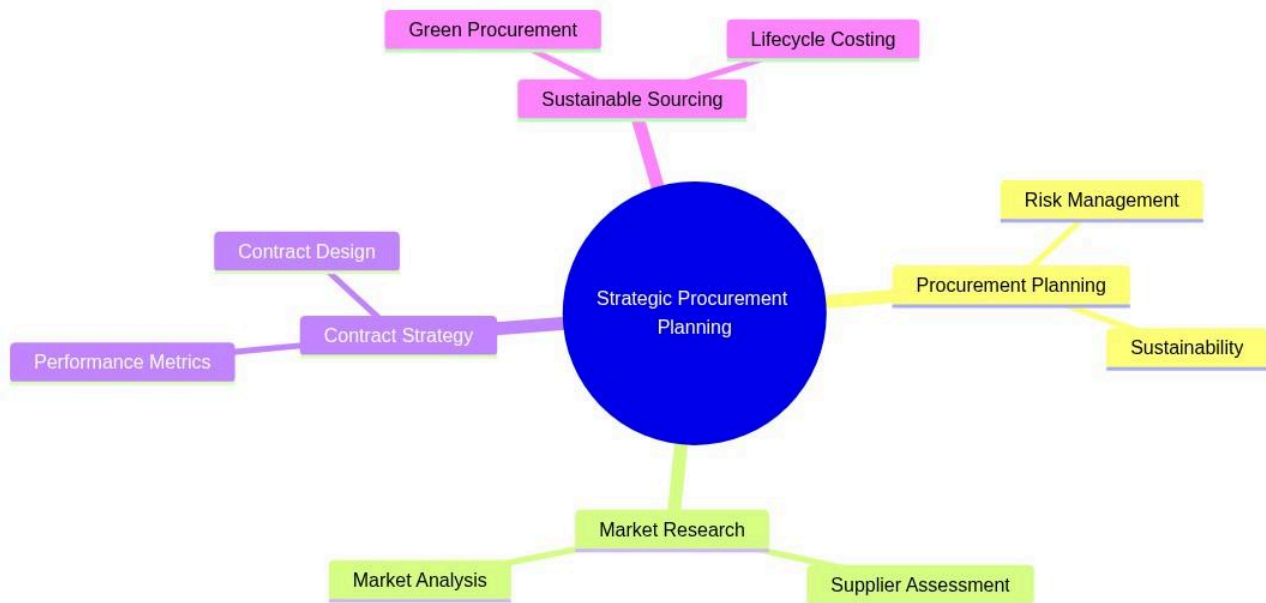 Green Procurement
Lifecycle Costing
Sustainable Sourcing
Risk Management
Contract Design
Procurement Planning
Strategic Procurement
Planning
Contract Strategy
Sustainability
Performance Metrics
Market Research
Market Analysis
Supplier Assessment